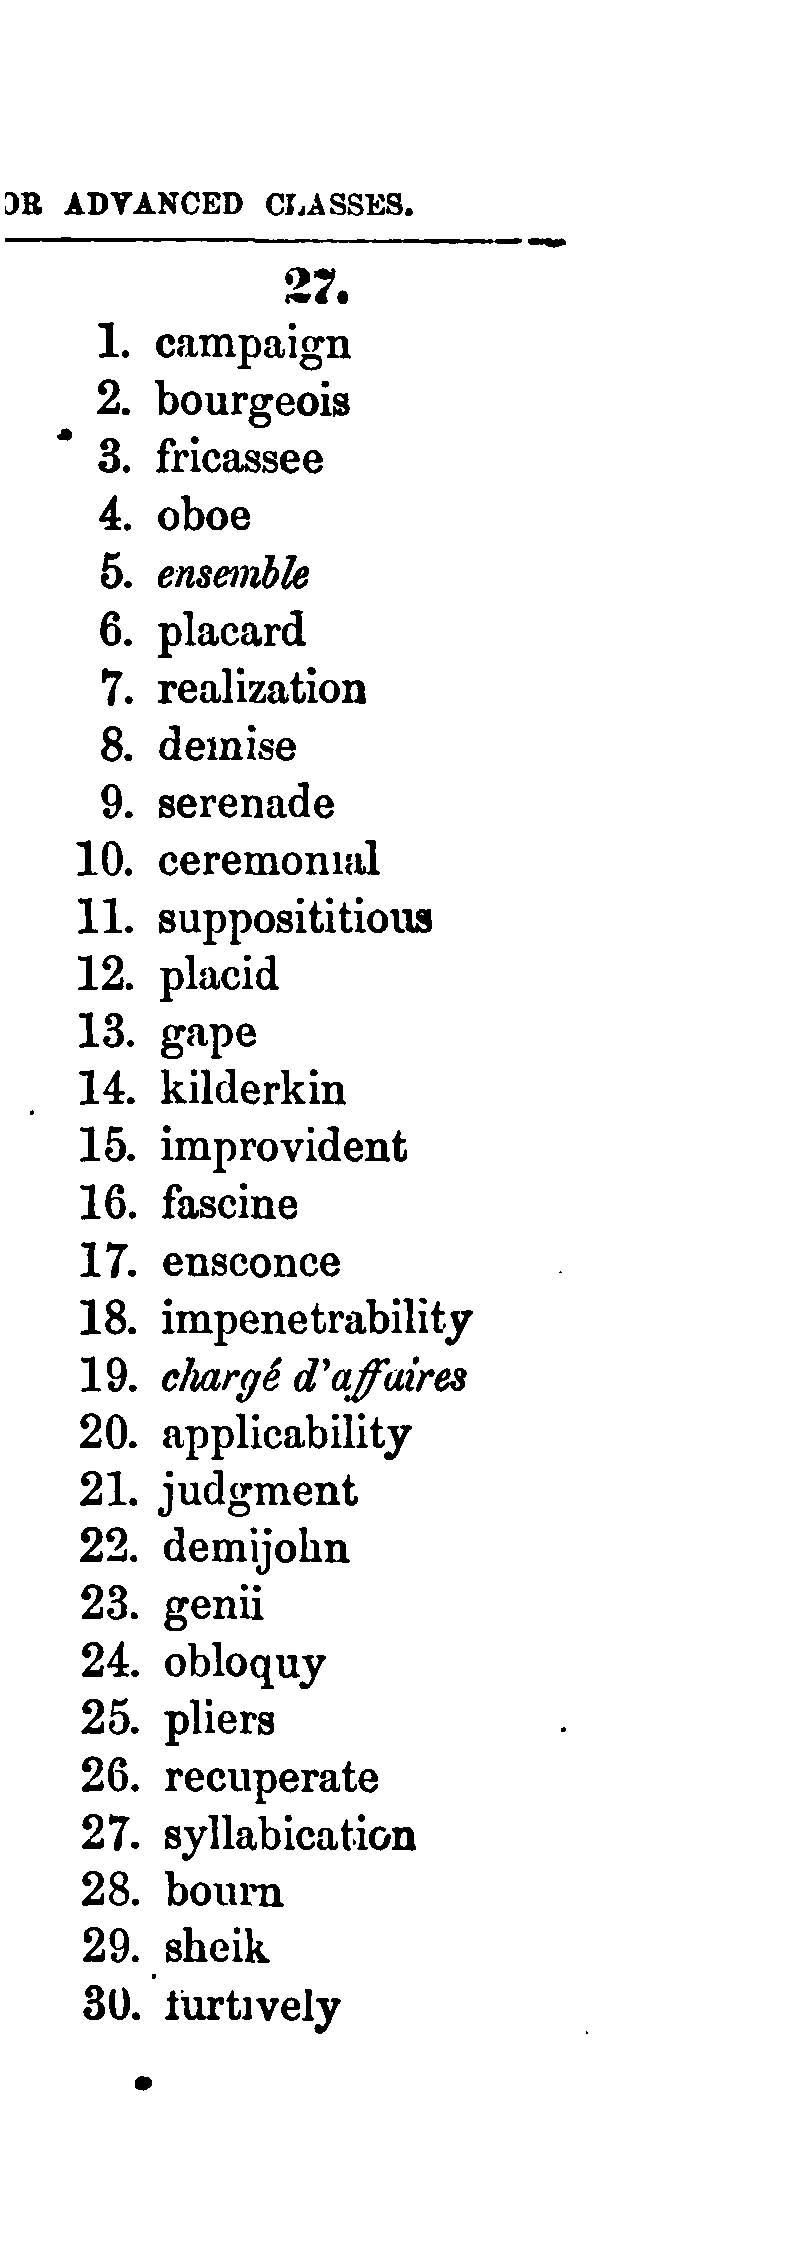 OR ADVANCED CLASSES.
27.
1. campaign
2. bourgeois
3. fricassee
4. oboe
5. ensemble
6. placard
7. realization
8. demise
9. serenade
10. ceremonial
11. supposititious
12. placid
13. gape
14. kilderkin
15. improvident
16. fascine
17. ensconce
18. impenetrability
19. chargé d'affaires
20. applicability
21. judgment
22. demijohn
23. genii
24. obloquy
25. pliers
26. recuperate
27. syllabication
28. bourn
29. sheik
30. furtively